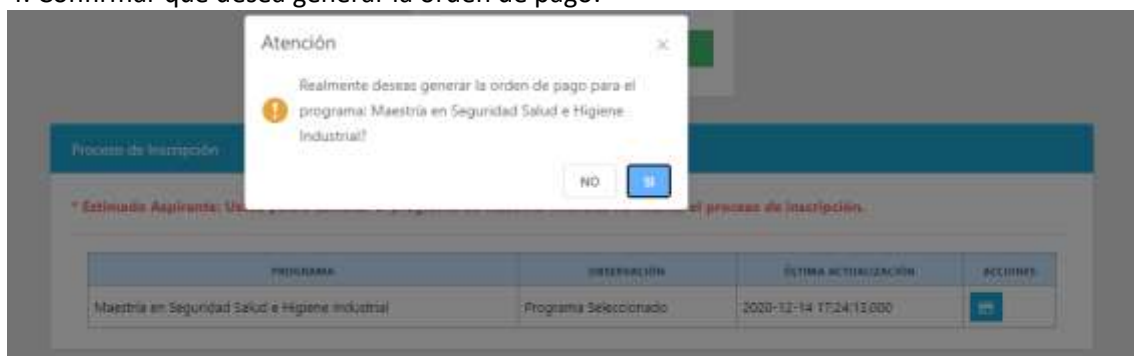 4. Confirmar que desea generar la orden de pago:
Atención
Realmente deseas generar la orden de pago para el
programa: Maestría en Seguridad Salud e Higiene
Industrial?
NO
SI
Proceso de Inscripción
* Estimado Aspirante: el proceso de inscripción.
PROGRAMA OBSERVACIÓN ÚLTIMA ACTUALIZACIÓN ACCIONES
Maestría en Seguridad Salud e Higiene Industrial Programa Seleccionado 2020-12-14 17:24:13.000